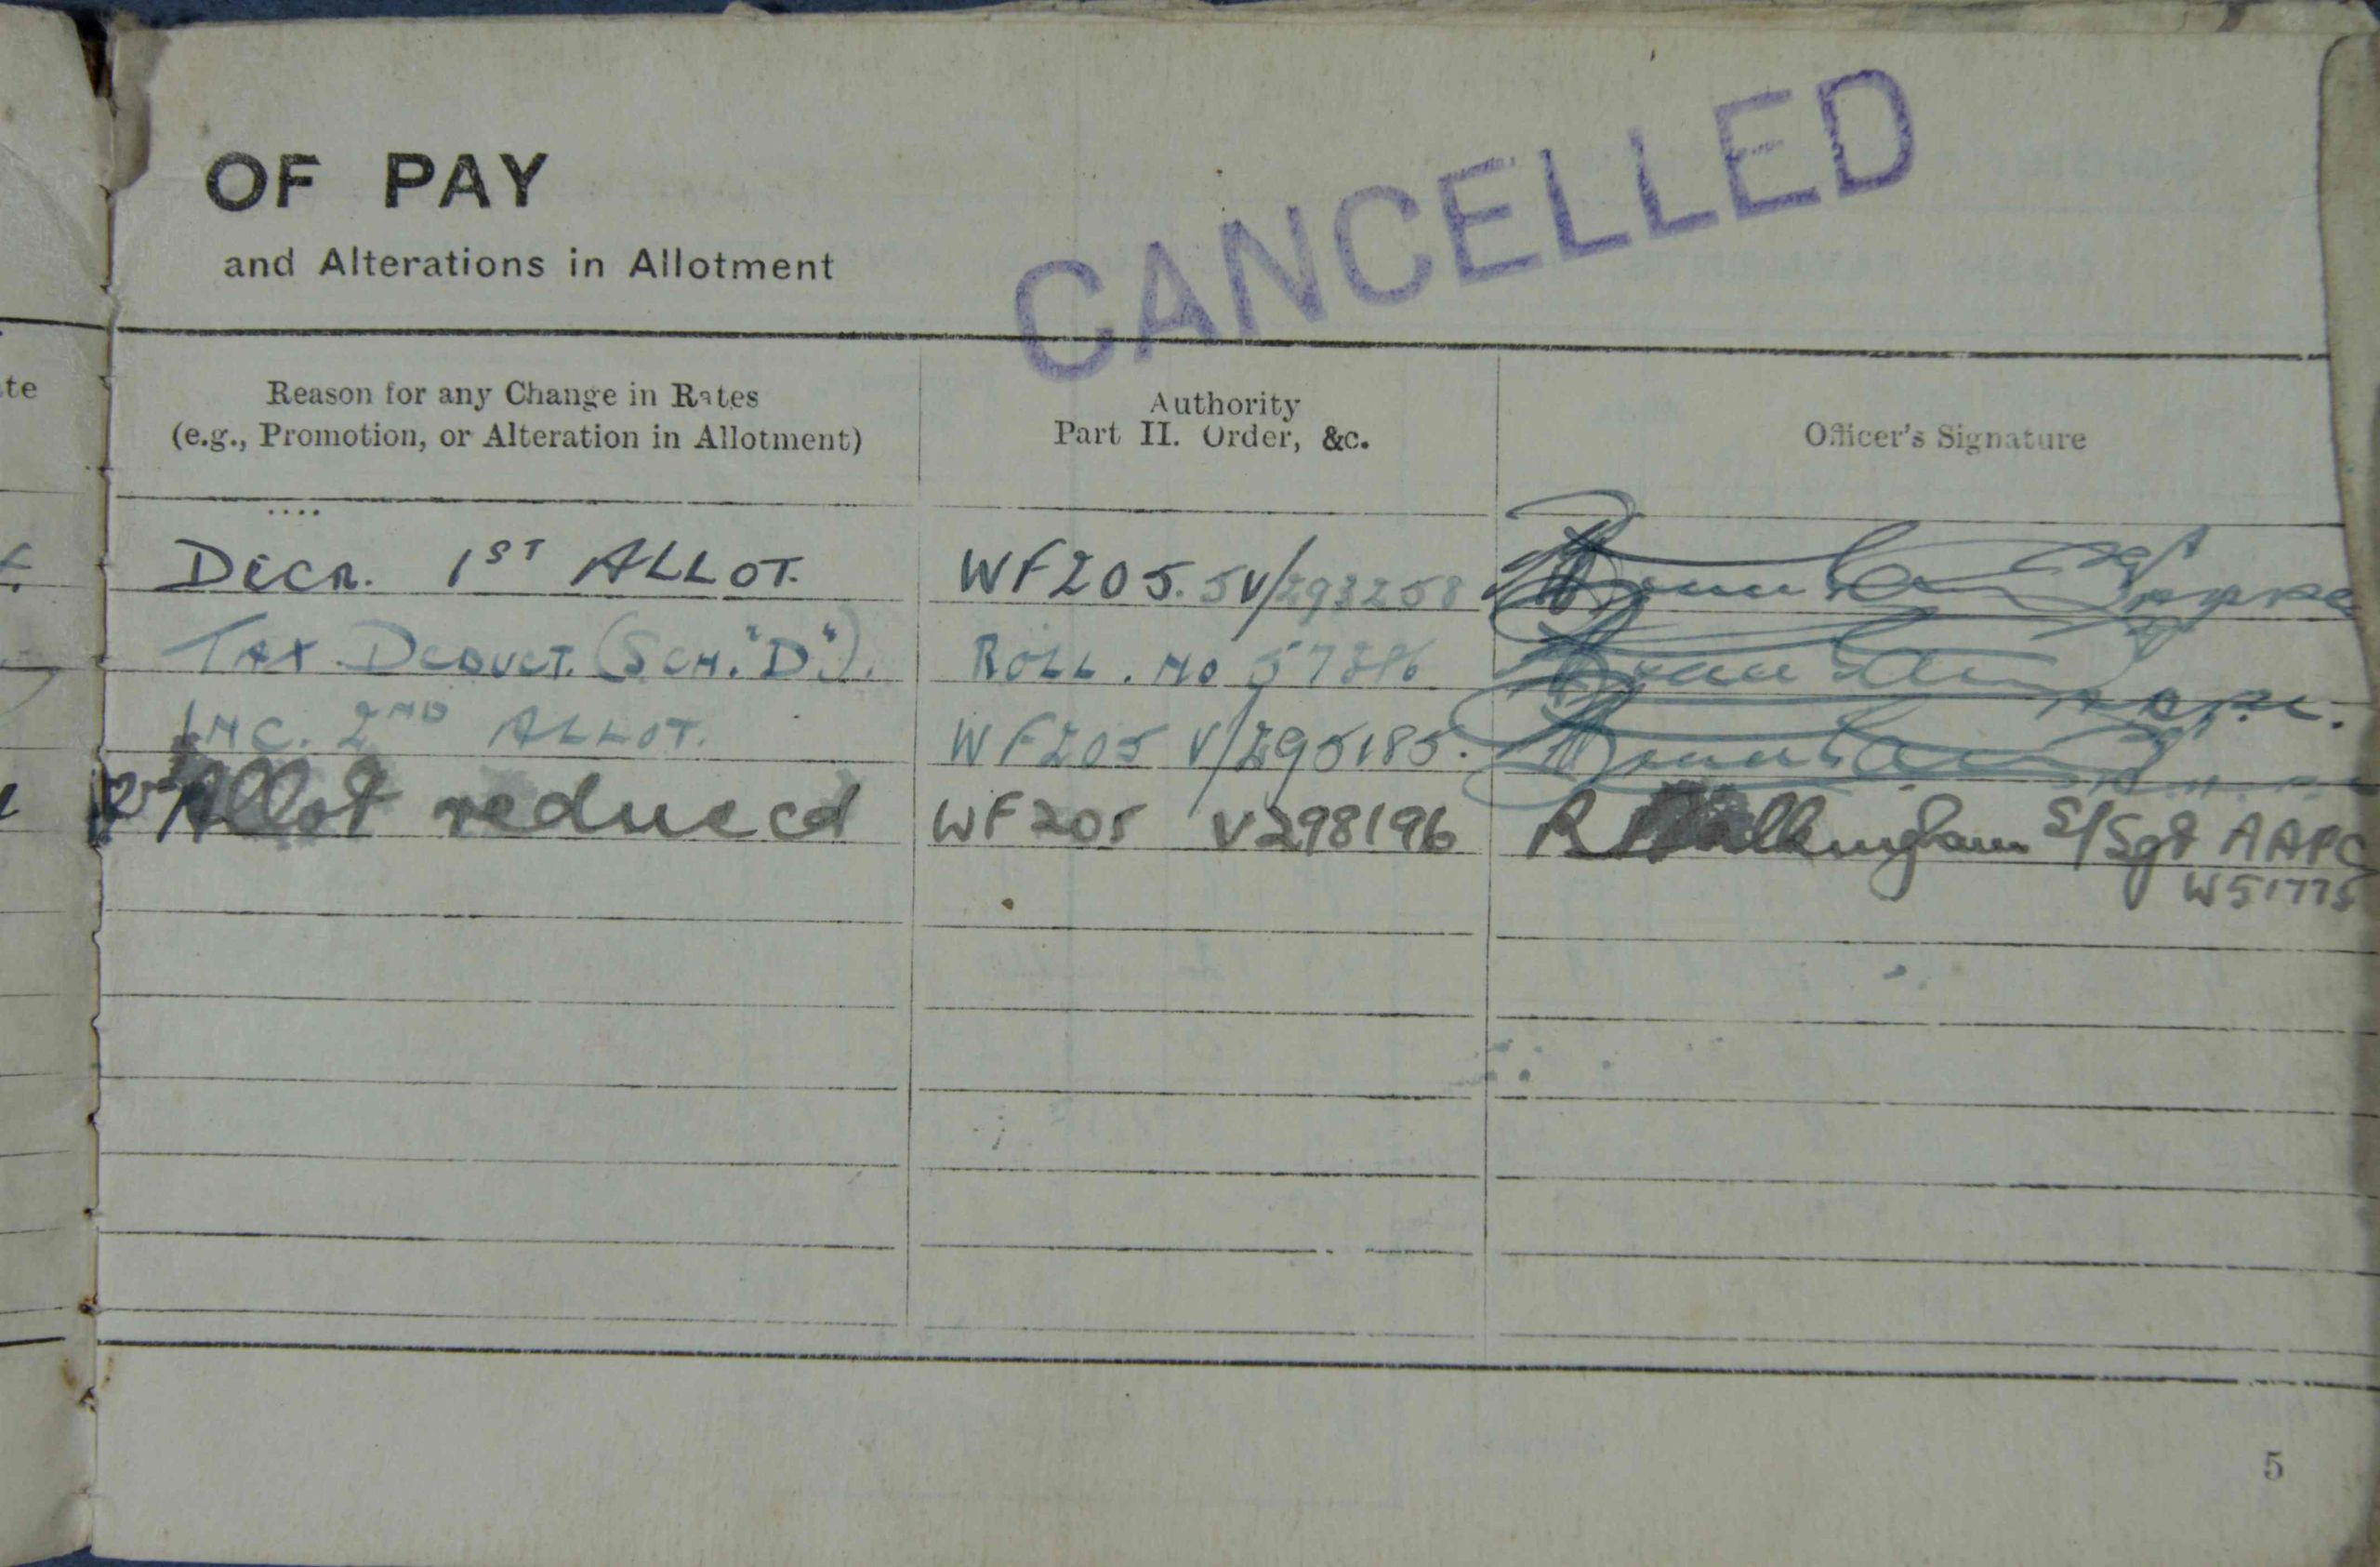 CANCELLED
OF PAY
and Alterations in Allotment
te
Reason for any Change in Rates
(e.g., Promotion, or Alteration in Allotment)
Authority
Part II. Order, &c.
Officer's Signature
DECR. 1ST ALLOT. WF205. 5V/293258
TAX DEDUCT. (SCH. "D"). ROLL. NO
INC. 2ND ALLOT. WF205 V/295185.
Allot reduced WF205 V298196 R S/Sgt AAPC
W51775
5